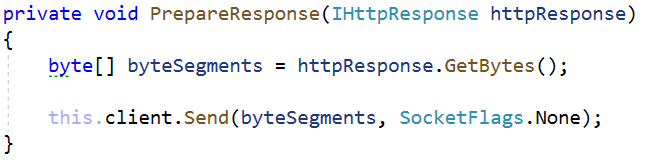 private void PrepareResponse(IHttpResponse httpResponse)
{
    byte[] byteSegments = httpResponse.GetBytes();

    this.client.Send(byteSegments, SocketFlags.None);
}